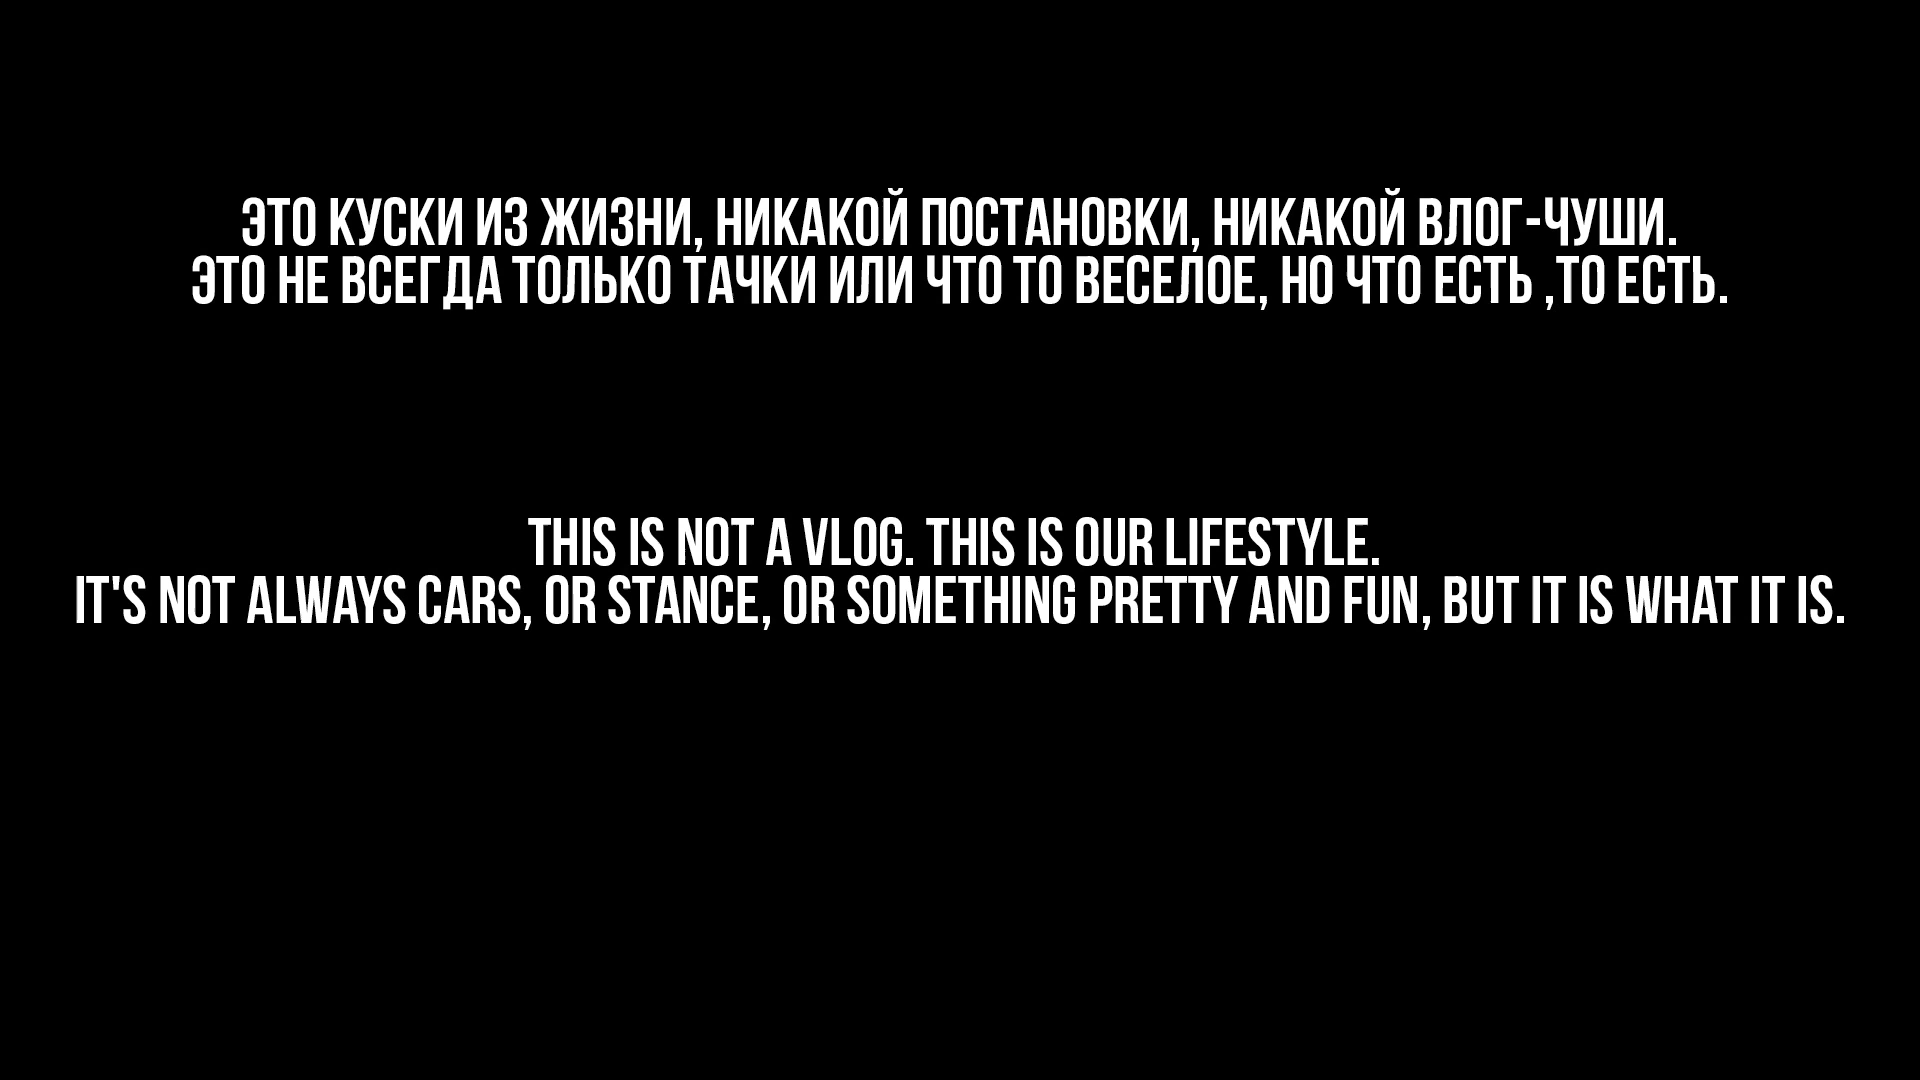 ЭТО КУСКИ ИЗ ЖИЗНИ, НИКАКОЙ ПОСТАНОВКИ, НИКАКОЙ ВЛОГ-ЧУШИ.
ЭТО НЕ ВСЕГДА ТОЛЬКО ТАЧКИ ИЛИ ЧТО ТО ВЕСЕЛОЕ, НО ЧТО ЕСТЬ ,ТО ЕСТЬ.
THIS IS NOT A VLOG. THIS IS OUR LIFESTYLE.
IT'S NOT ALWAYS CARS, OR STANCE, OR SOMETHING PRETTY AND FUN, BUT IT IS WHAT IT IS.